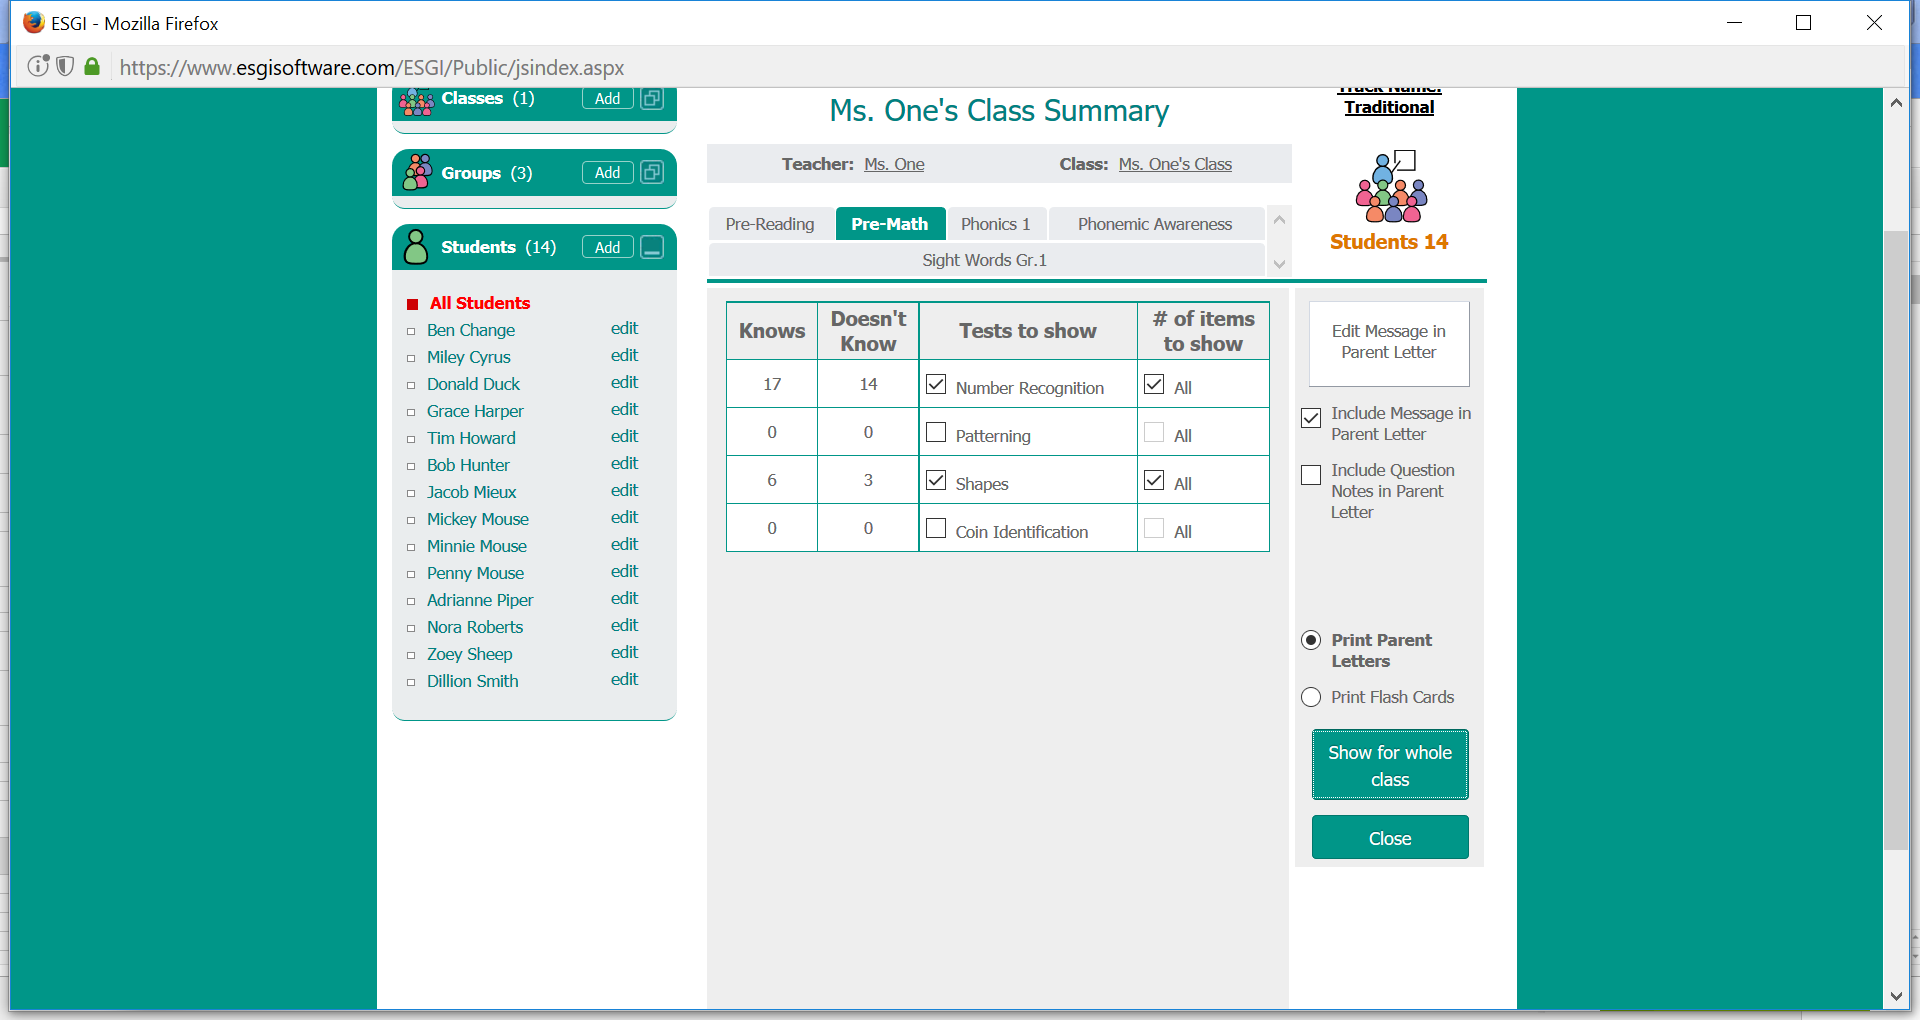 ESGI - Mozilla Firefox
https://www.esgisoftware.com/ESGI/Public/jsindex.aspx
Classes (1) Add
Groups (3) Add
Students (14) Add
All Students
Ben Change edit
Miley Cyrus edit
Donald Duck edit
Grace Harper edit
Tim Howard edit
Bob Hunter edit
Jacob Mieux edit
Mickey Mouse edit
Minnie Mouse edit
Penny Mouse edit
Adrianne Piper edit
Nora Roberts edit
Zoey Sheep edit
Dillion Smith edit
Ms. One's Class Summary
Teacher: Ms. One Class: Ms. One's Class
Pre-Reading Pre-Math Phonics 1 Phonemic Awareness
Sight Words Gr.1
Knows Doesn't Know Tests to show # of items to show
17 14 Number Recognition All
0 0 Patterning All
6 3 Shapes All
0 0 Coin Identification All
Track Name:
Traditional
Students 14
Edit Message in
Parent Letter
Include Message in
Parent Letter
Include Question
Notes in Parent
Letter
Print Parent
Letters
Print Flash Cards
Show for whole
class
Close